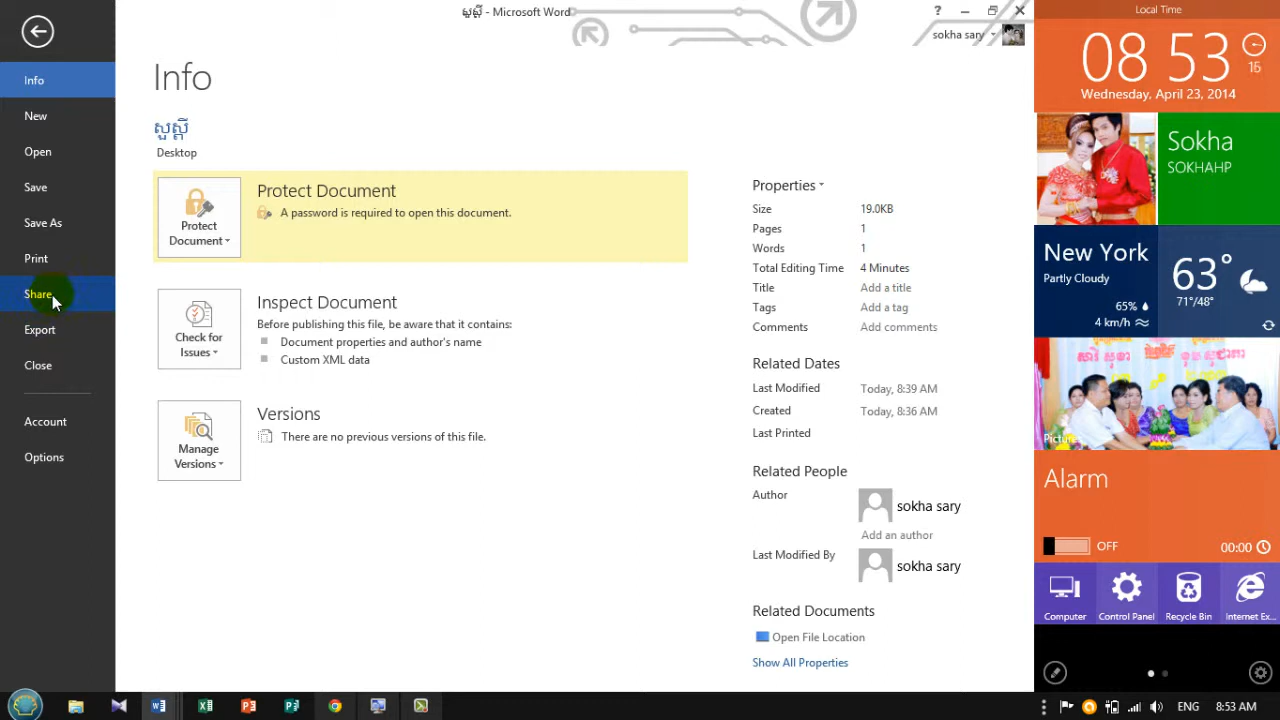 សួស្តី - Microsoft Word
sokha sary
Info
New
Open
Save
Save As
Print
Share
Export
Close
Account
Options
Info
សួស្តី
Desktop
Protect Document
Protect Document
A password is required to open this document.
Check for Issues
Inspect Document
Before publishing this file, be aware that it contains:
Document properties and author's name
Custom XML data
Manage Versions
Versions
There are no previous versions of this file.
Properties
Size 19.0KB
Pages 1
Words 1
Total Editing Time 4 Minutes
Title Add a title
Tags Add a tag
Comments Add comments
Related Dates
Last Modified Today, 8:39 AM
Created Today, 8:36 AM
Last Printed
Related People
Author sokha sary
Add an author
Last Modified By sokha sary
Related Documents
Open File Location
Show All Properties
Local Time
08 53
16
Wednesday, April 23, 2014
Sokha
SOKHAHP
New York
Partly Cloudy
65%
4 km/h
63°
71°/48°
Alarm
OFF
00:00
Computer
Control Panel
Recycle Bin
Internet Ex...
ENG
8:53 AM